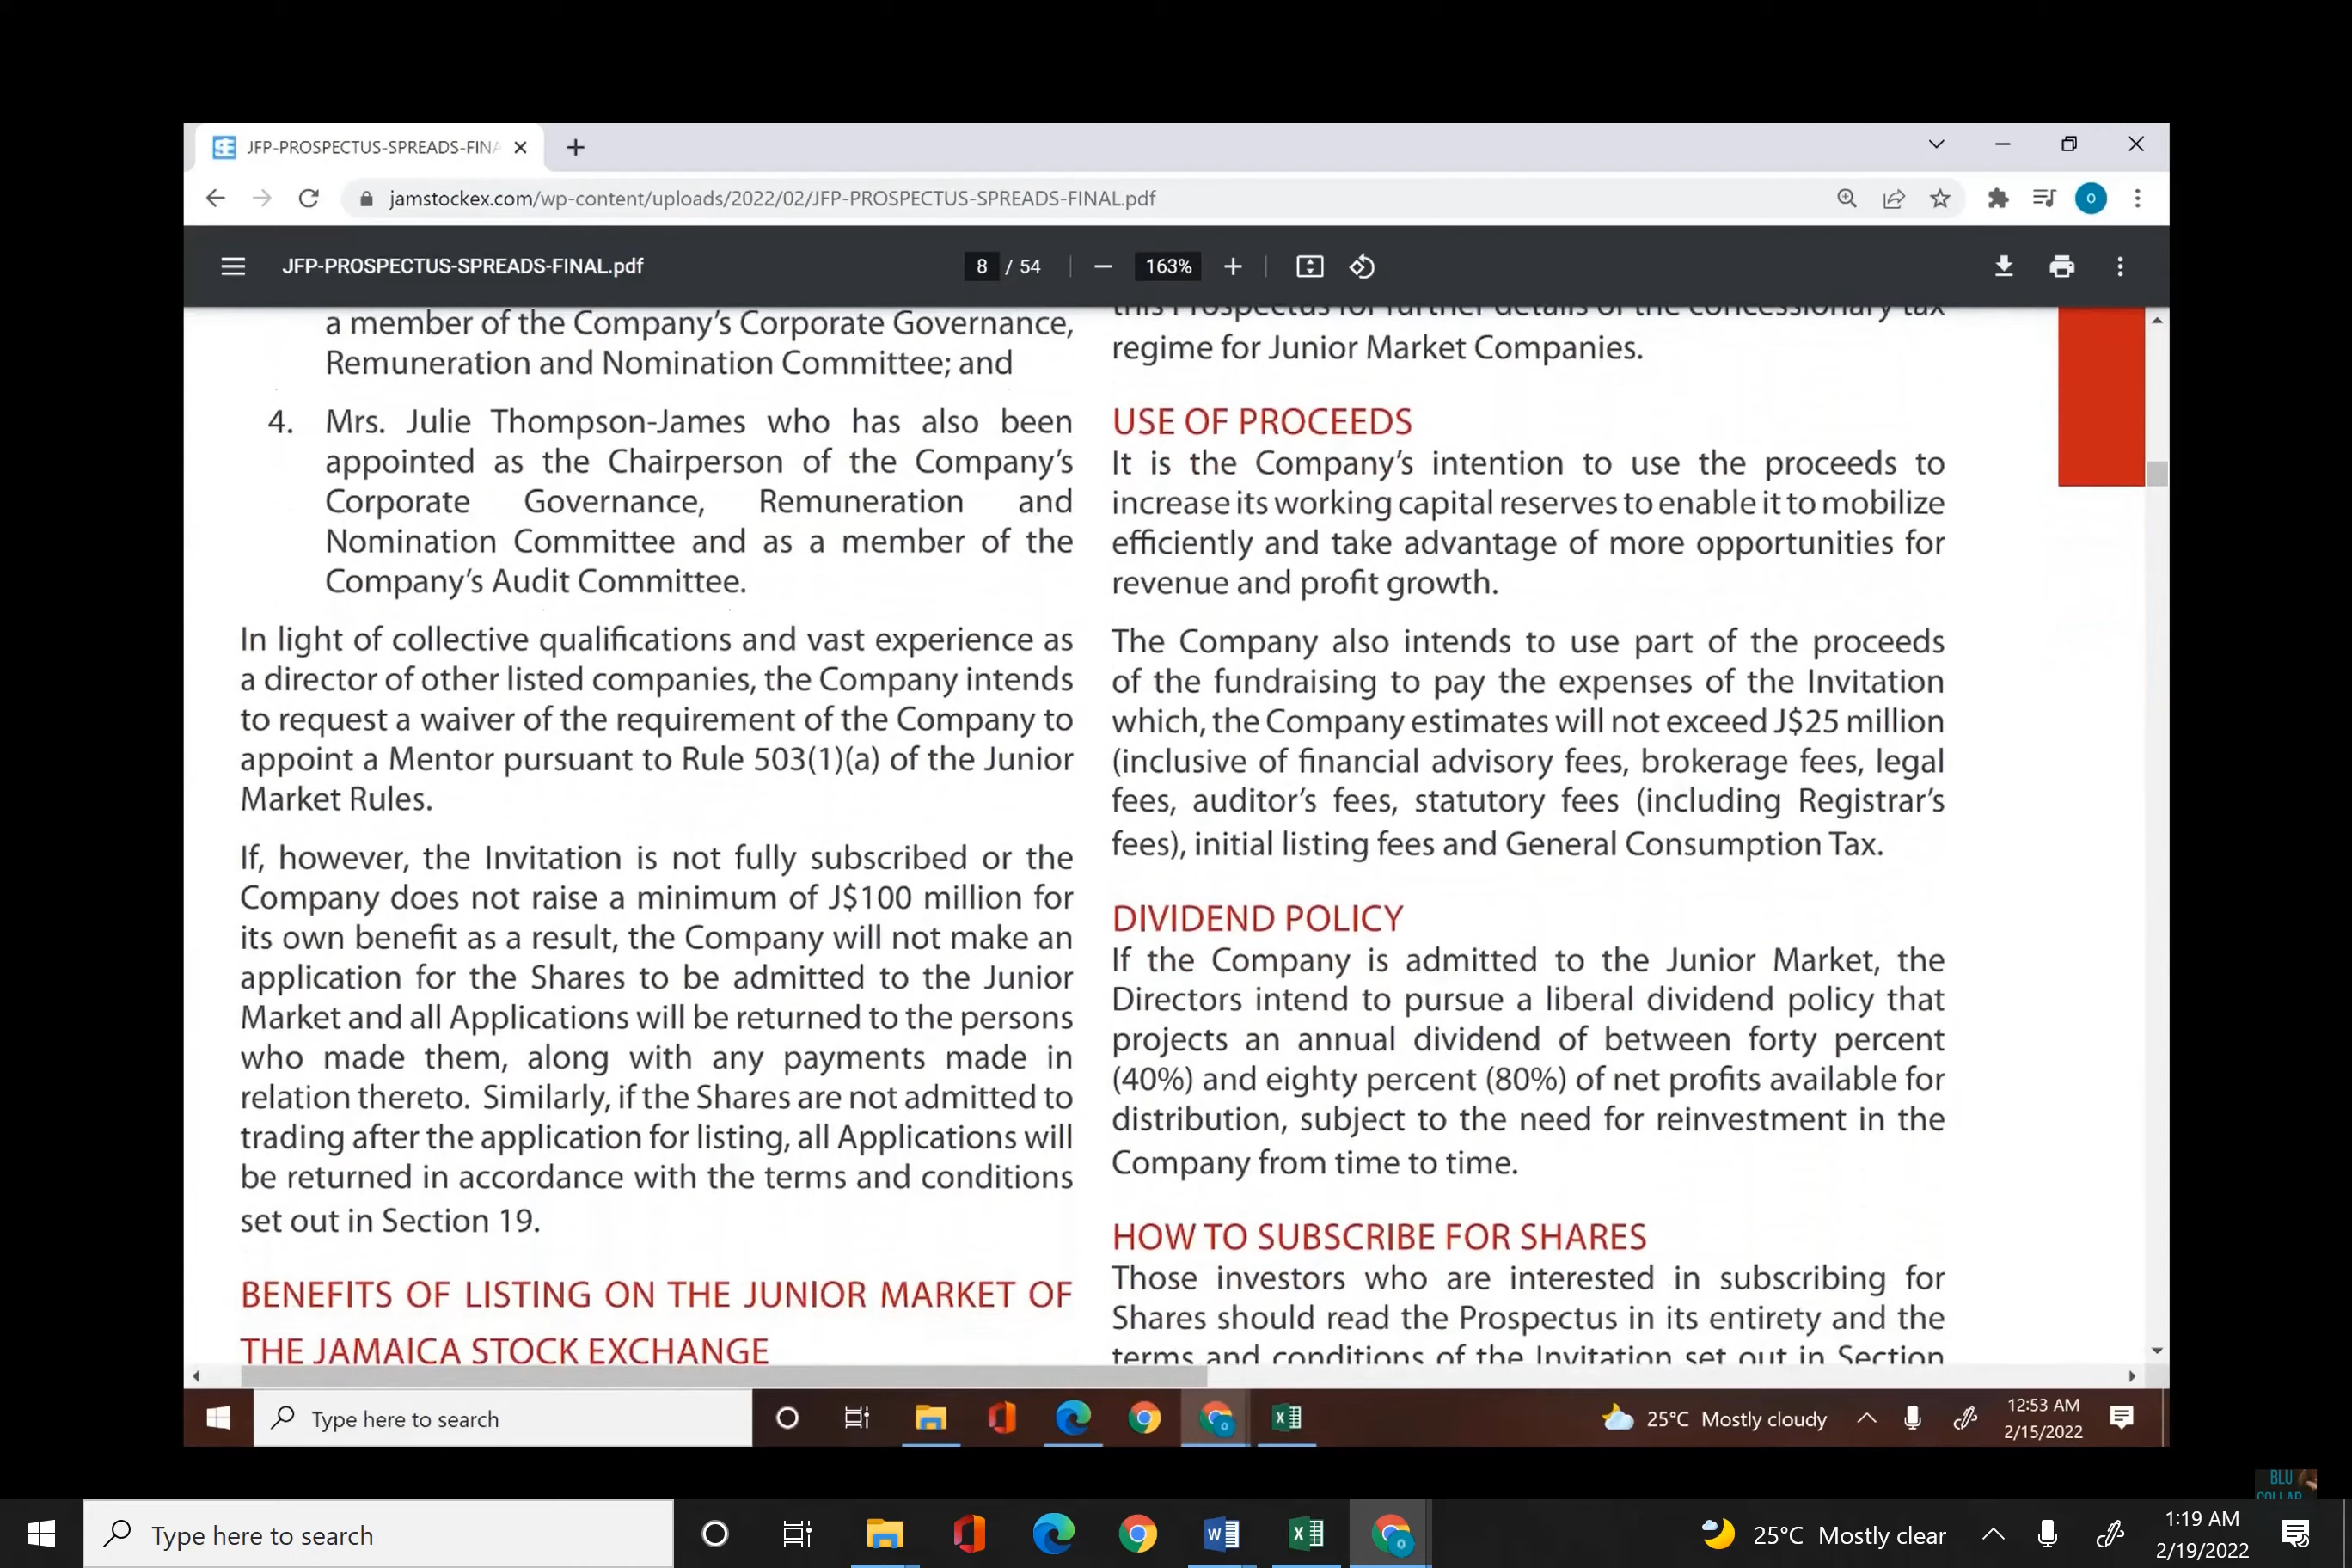 JFP-PROSPECTUS-SPREADS-FINA
jamstockex.com/wp-content/uploads/2022/02/JFP-PROSPECTUS-SPREADS-FINAL.pdf
JFP-PROSPECTUS-SPREADS-FINAL.pdf
8 / 54
163%
a member of the Company’s Corporate Governance,
Remuneration and Nomination Committee; and
4. Mrs. Julie Thompson-James who has also been
appointed as the Chairperson of the Company’s
Corporate Governance, Remuneration and
Nomination Committee and as a member of the
Company’s Audit Committee.
In light of collective qualifications and vast experience as
a director of other listed companies, the Company intends
to request a waiver of the requirement of the Company to
appoint a Mentor pursuant to Rule 503(1)(a) of the Junior
Market Rules.
If, however, the Invitation is not fully subscribed or the
Company does not raise a minimum of J$100 million for
its own benefit as a result, the Company will not make an
application for the Shares to be admitted to the Junior
Market and all Applications will be returned to the persons
who made them, along with any payments made in
relation thereto. Similarly, if the Shares are not admitted to
trading after the application for listing, all Applications will
be returned in accordance with the terms and conditions
set out in Section 19.
BENEFITS OF LISTING ON THE JUNIOR MARKET OF
THE JAMAICA STOCK EXCHANGE
this Prospectus for further details of the concessionary tax
regime for Junior Market Companies.
USE OF PROCEEDS
It is the Company’s intention to use the proceeds to
increase its working capital reserves to enable it to mobilize
efficiently and take advantage of more opportunities for
revenue and profit growth.
The Company also intends to use part of the proceeds
of the fundraising to pay the expenses of the Invitation
which, the Company estimates will not exceed J$25 million
(inclusive of financial advisory fees, brokerage fees, legal
fees, auditor’s fees, statutory fees (including Registrar’s
fees), initial listing fees and General Consumption Tax.
DIVIDEND POLICY
If the Company is admitted to the Junior Market, the
Directors intend to pursue a liberal dividend policy that
projects an annual dividend of between forty percent
(40%) and eighty percent (80%) of net profits available for
distribution, subject to the need for reinvestment in the
Company from time to time.
HOW TO SUBSCRIBE FOR SHARES
Those investors who are interested in subscribing for
Shares should read the Prospectus in its entirety and the
terms and conditions of the Invitation set out in Section
Type here to search
25°C Mostly cloudy
12:53 AM
2/15/2022
BLU
COLLAR
Type here to search
25°C Mostly clear
1:19 AM
2/19/2022